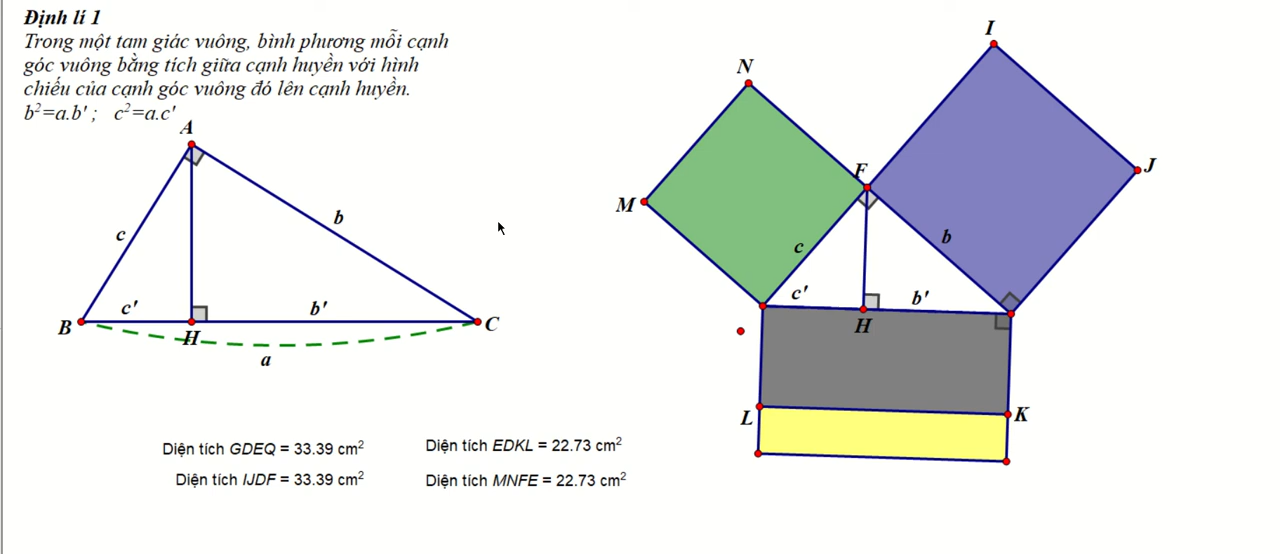 Định lí 1
Trong một tam giác vuông, bình phương mỗi cạnh
góc vuông bằng tích giữa cạnh huyền với hình
chiếu của cạnh góc vuông đó lên cạnh huyền.
b²=a.b' ; c²=a.c'
A
c
b
c'
b'
B
H
C
a
I
N
F
J
M
c
b
c'
b'
H
L
K
Diện tích GDEQ = 33.39 cm²
Diện tích EDKL = 22.73 cm²
Diện tích IJDF = 33.39 cm²
Diện tích MNFE = 22.73 cm²